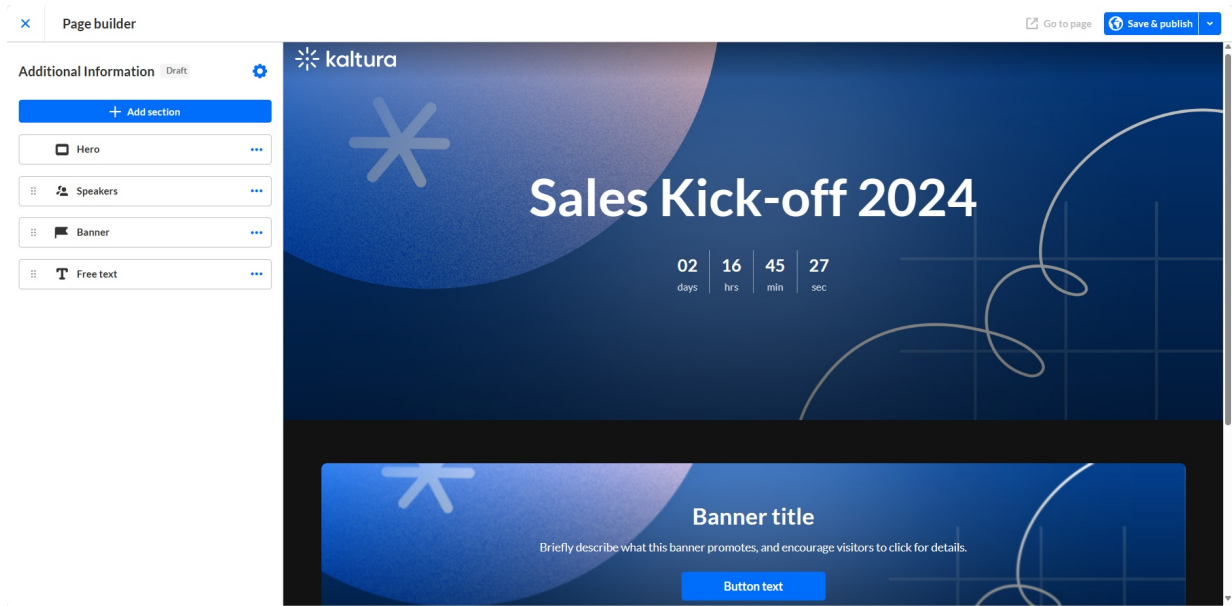 Page builder
Go to page
Save & publish
Additional Information Draft
Add section
Hero
Speakers
Banner
Free text
kaltura
Sales Kick-off 2024
02 16 45 27
days hrs min sec
Banner title
Briefly describe what this banner promotes, and encourage visitors to click for details.
Button text